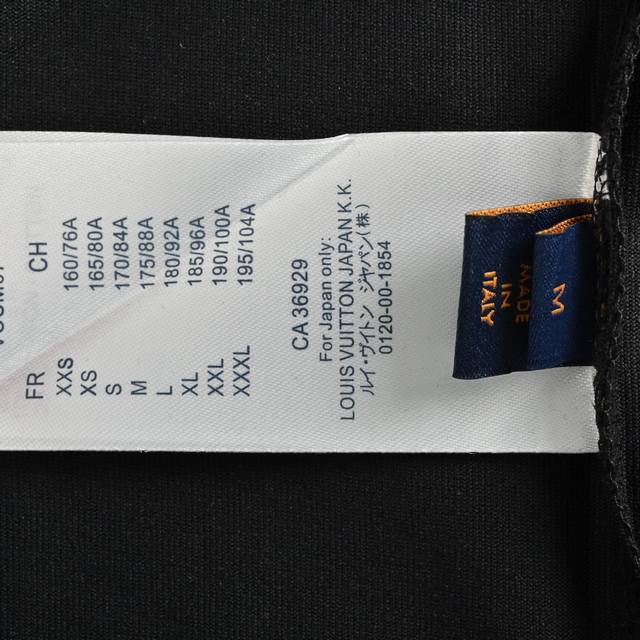 FR CH
XXS 160/76A
XS 165/80A
S 170/84A
M 175/88A
L 180/92A
XL 185/96A
XXL 190/100A
XXXL 195/104A
CA 36929
For Japan only:
LOUIS VUITTON JAPAN K.K.
ルイ・ヴィトン ジャパン(株)
0120-00-1854
MADE
IN
ITALY
M